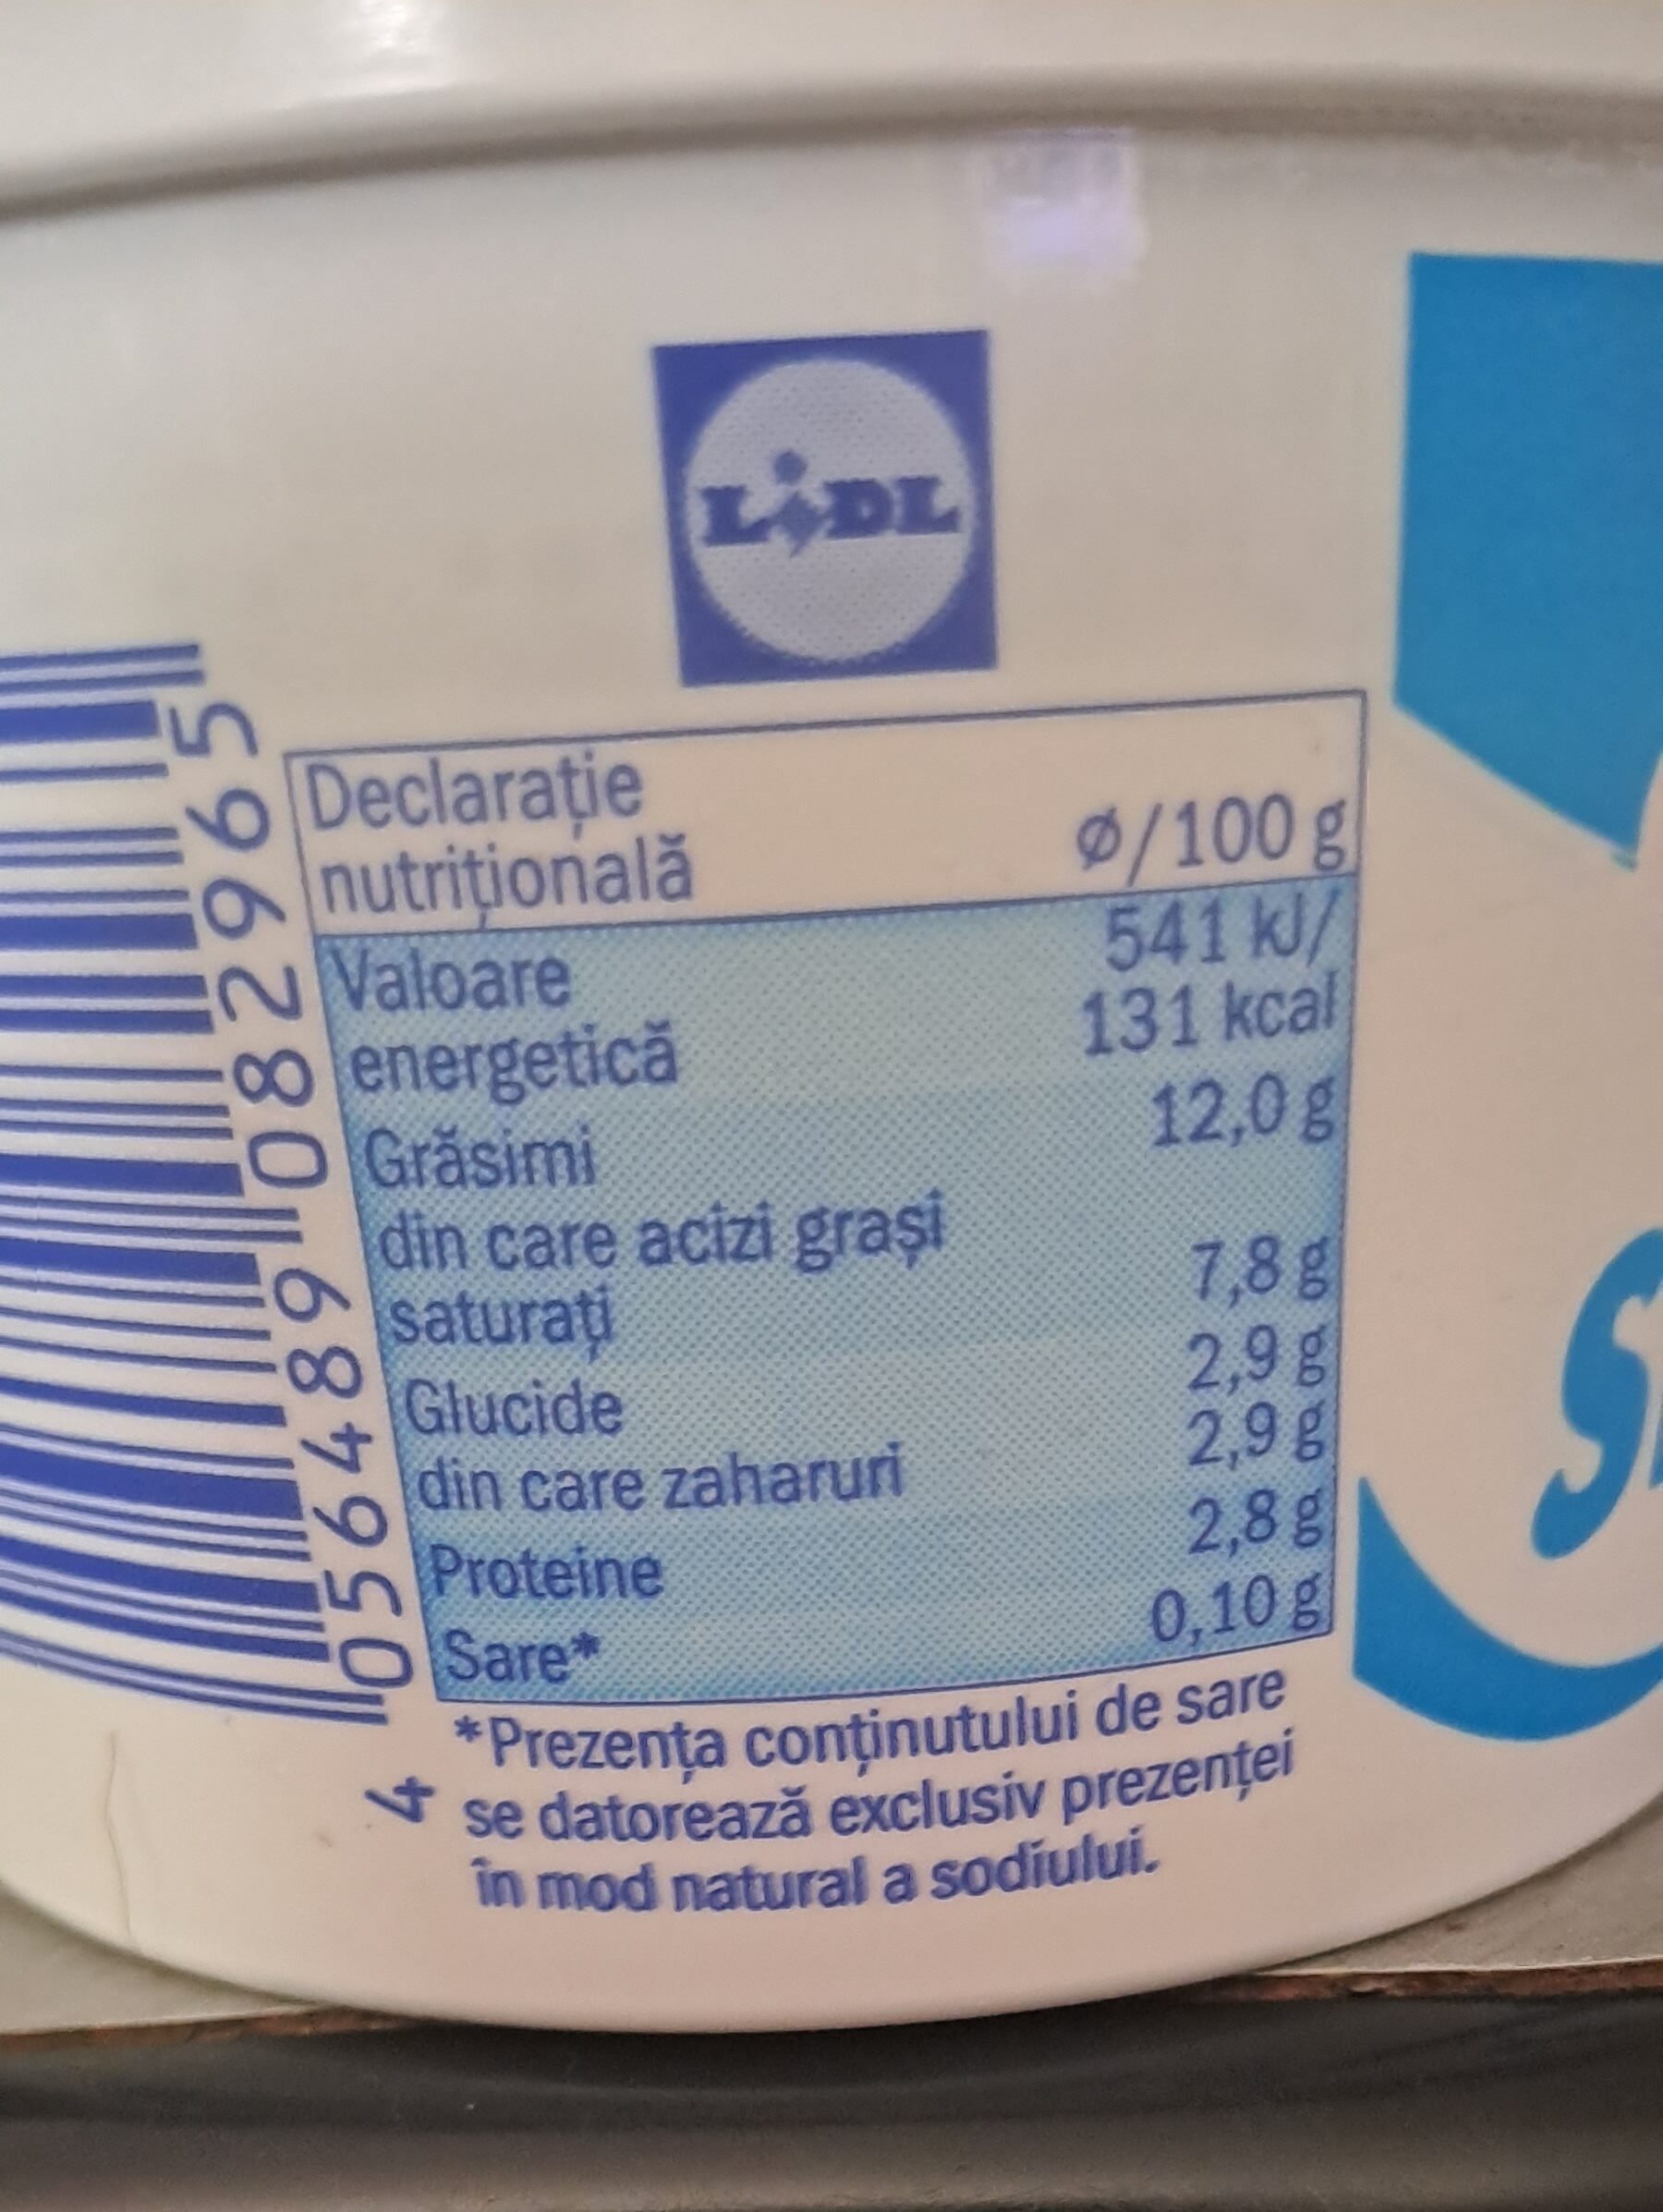 LiDL
Declarație
nutrițională ø/100 g
Valoare 541 kJ/
energetică 131 kcal
Grăsimi 12,0 g
din care acizi grași
saturați 7,8 g
Glucide 2,9 g
din care zaharuri 2,9 g
Proteine 2,8 g
Sare* 0,10 g
*Prezența conținutului de sare
se datorează exclusiv prezenței
în mod natural a sodiului.
4 056489 082965